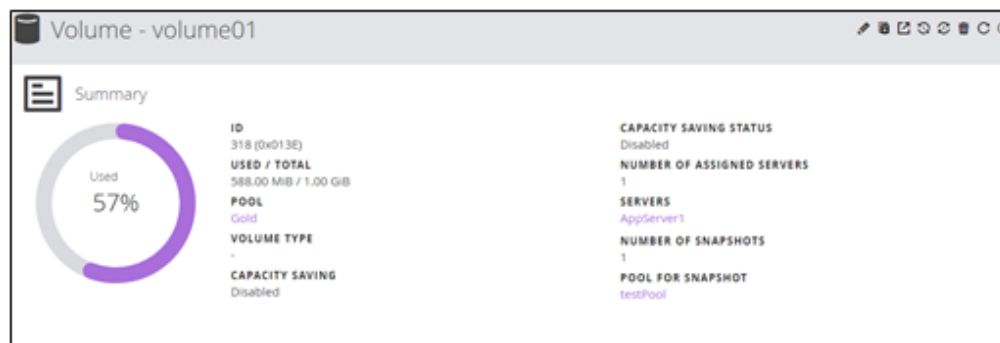 Volume - volume01
Summary
Used
57%
ID
318 (0x013E)
USED / TOTAL
588.00 MiB / 1.00 GiB
POOL
Gold
VOLUME TYPE
-
CAPACITY SAVING
Disabled
CAPACITY SAVING STATUS
Disabled
NUMBER OF ASSIGNED SERVERS
1
SERVERS
AppServer1
NUMBER OF SNAPSHOTS
1
POOL FOR SNAPSHOT
testPool